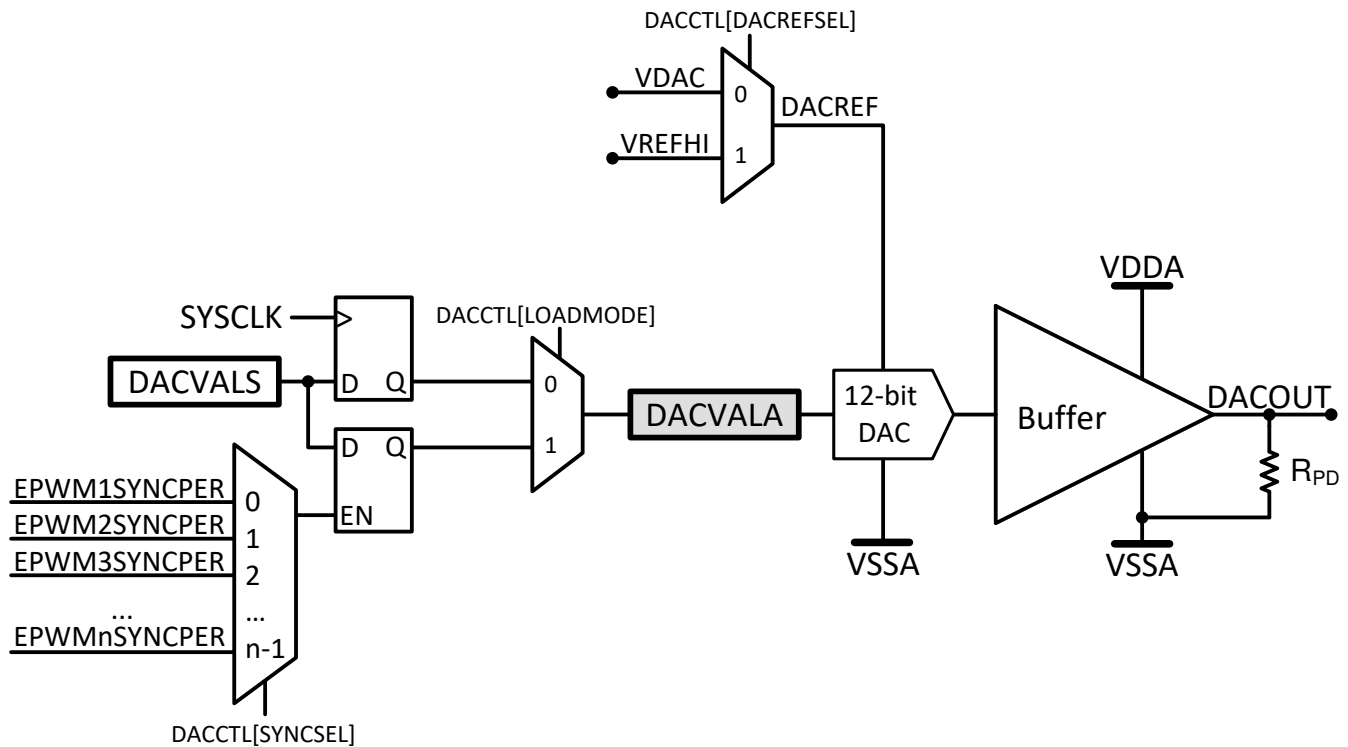 DACCTL[DACREFSEL]
VDAC
0
DACREF
VREFHI
1
VDDA
SYSCLK
>
DACCTL[LOADMODE]
DACVALS
D
Q
0
12-bit
DAC
DACVALA
Buffer
DACOUT
D
Q
1
RPD
EPWM1SYNCPER
0
EN
EPWM2SYNCPER
1
EPWM3SYNCPER
2
VSSA
VSSA
...
...
EPWMnSYNCPER
n-1
DACCTL[SYNCSEL]